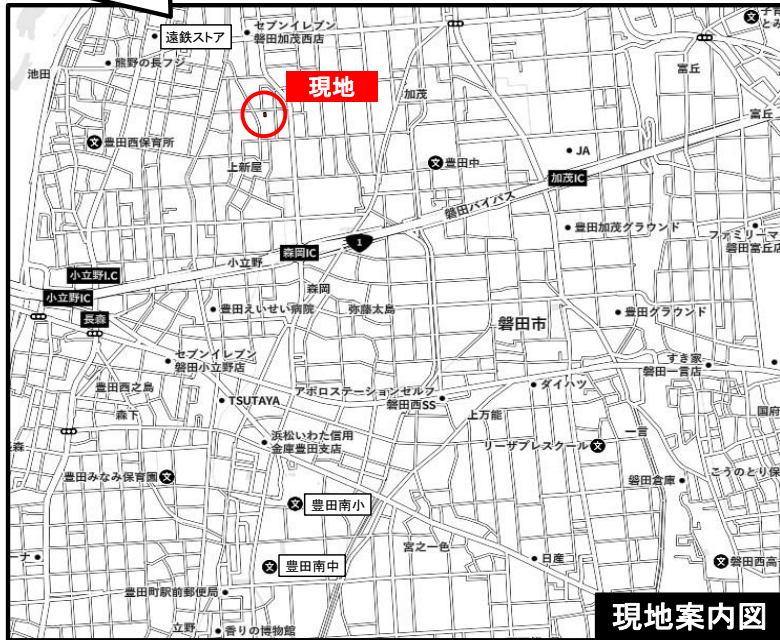 遠鉄ストア
セブンイレブン
磐田加茂西店
熊野の長フジ
池田
現地
加茂
富丘
富丘
豊田西保育所
上新屋
文
豊田中
JA
加茂IC
磐田バイパス
豊田加茂グラウンド
ファミリーマ
磐田富丘店
森岡IC
1
小立野
小立野I.C
小立野IC
長森
森岡
豊田えいせい病院
弥藤太島
磐田市
豊田グラウンド
セブンイレブン
磐田小立野店
すき家
磐田一言店
豊田西之島
TSUTAYA
アポロステーションセルフ
磐田西SS
ダイハツ
森下
上万能
国府
浜松いわた信用
金庫豊田支店
リーザプレスクール
文
一言
豊田みなみ保育園
文
磐田倉庫
こうのとり保
文
豊田南小
宮之一色
ーナ
文
豊田南中
日産
文
磐田西高
豊田町駅前郵便局
立野
香りの博物館
現地案内図